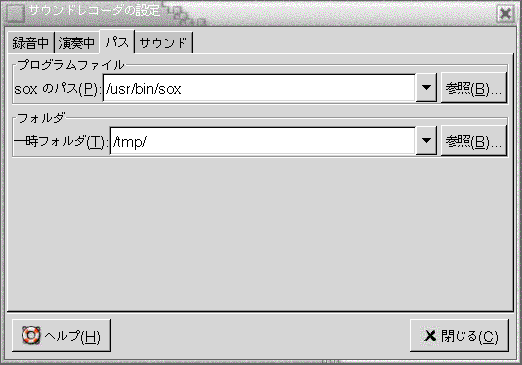 サウンドレコーダの設定
録音中 演奏中 パス サウンド
プログラムファイル
sox のパス(P): /usr/bin/sox 参照(B)...
フォルダ
一時フォルダ(T): /tmp/ 参照(B)...
ヘルプ(H) 閉じる(C)